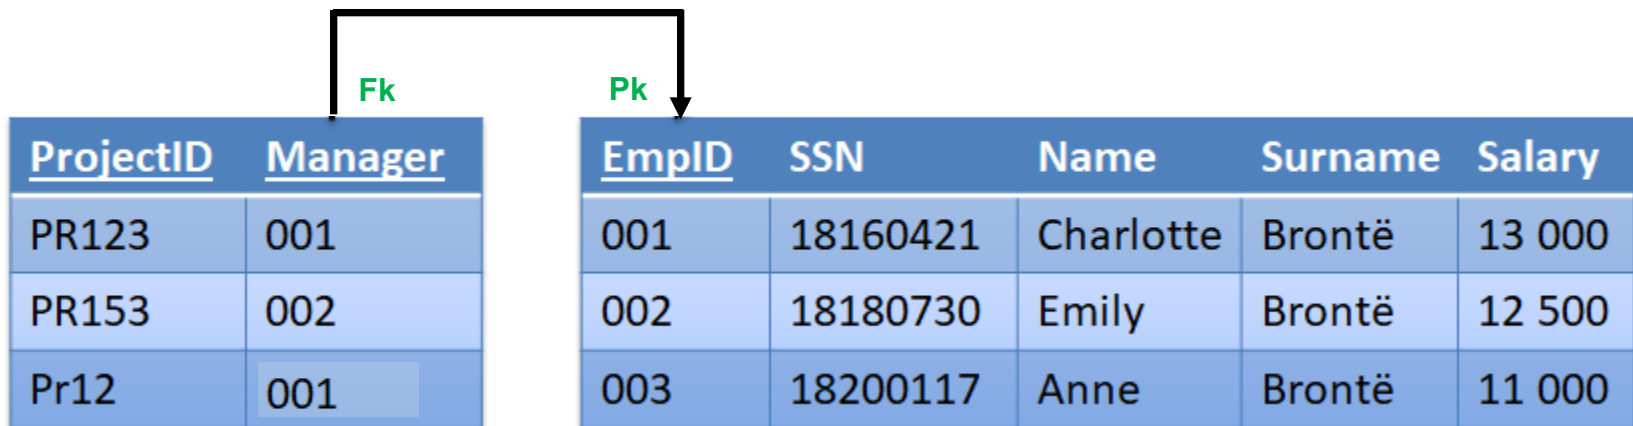 Fk Pk
ProjectID Manager EmpID SSN Name Surname Salary
PR123 001 001 18160421 Charlotte Brontë 13 000
PR153 002 002 18180730 Emily Brontë 12 500
Pr12 001 003 18200117 Anne Brontë 11 000